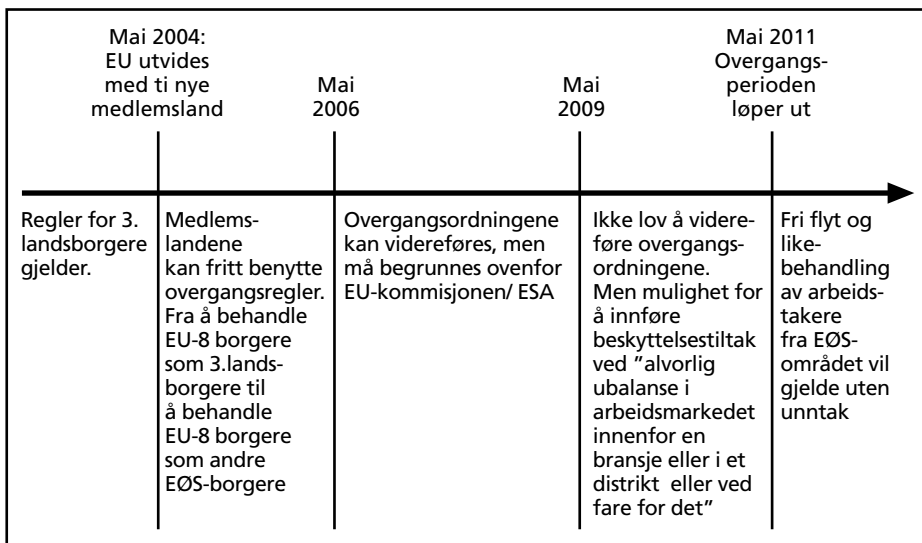 Mai 2004:
EU utvides
med ti nye
medlemsland
Mai
2006
Mai
2009
Mai 2011
Overgangs-
perioden
løper ut
Regler for 3.
landsborgere
gjelder.
Medlems-
landene
kan fritt benytte
overgangsregler.
Fra å behandle
EU-8 borgere
som 3.lands-
borgere til
å behandle
EU-8 borgere
som andre
EØS-borgere
Overgangsordningene
kan videreføres, men
må begrunnes ovenfor
EU-kommisjonen/ ESA
Ikke lov å videre-
føre overgangs-
ordningene.
Men mulighet for
å innføre
beskyttelsestiltak
ved ”alvorlig
ubalanse i
arbeidsmarkedet
innenfor en
bransje eller i et
distrikt eller ved
fare for det”
Fri flyt og
like-
behandling
av arbeids-
takere
fra EØS-
området vil
gjelde uten
unntak